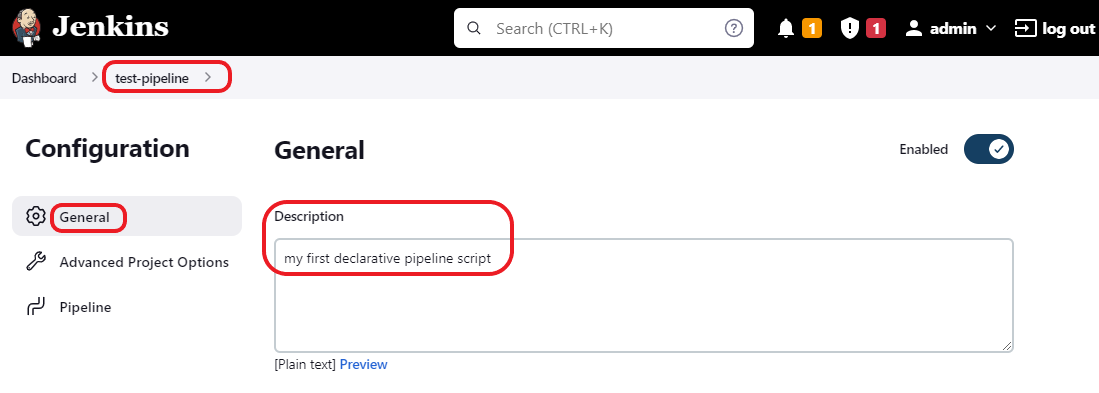 Jenkins
Search (CTRL+K)
?
1
1
admin
log out
Dashboard
test-pipeline
Configuration
General
Enabled
General
Advanced Project Options
Pipeline
Description
my first declarative pipeline script
[Plain text] Preview